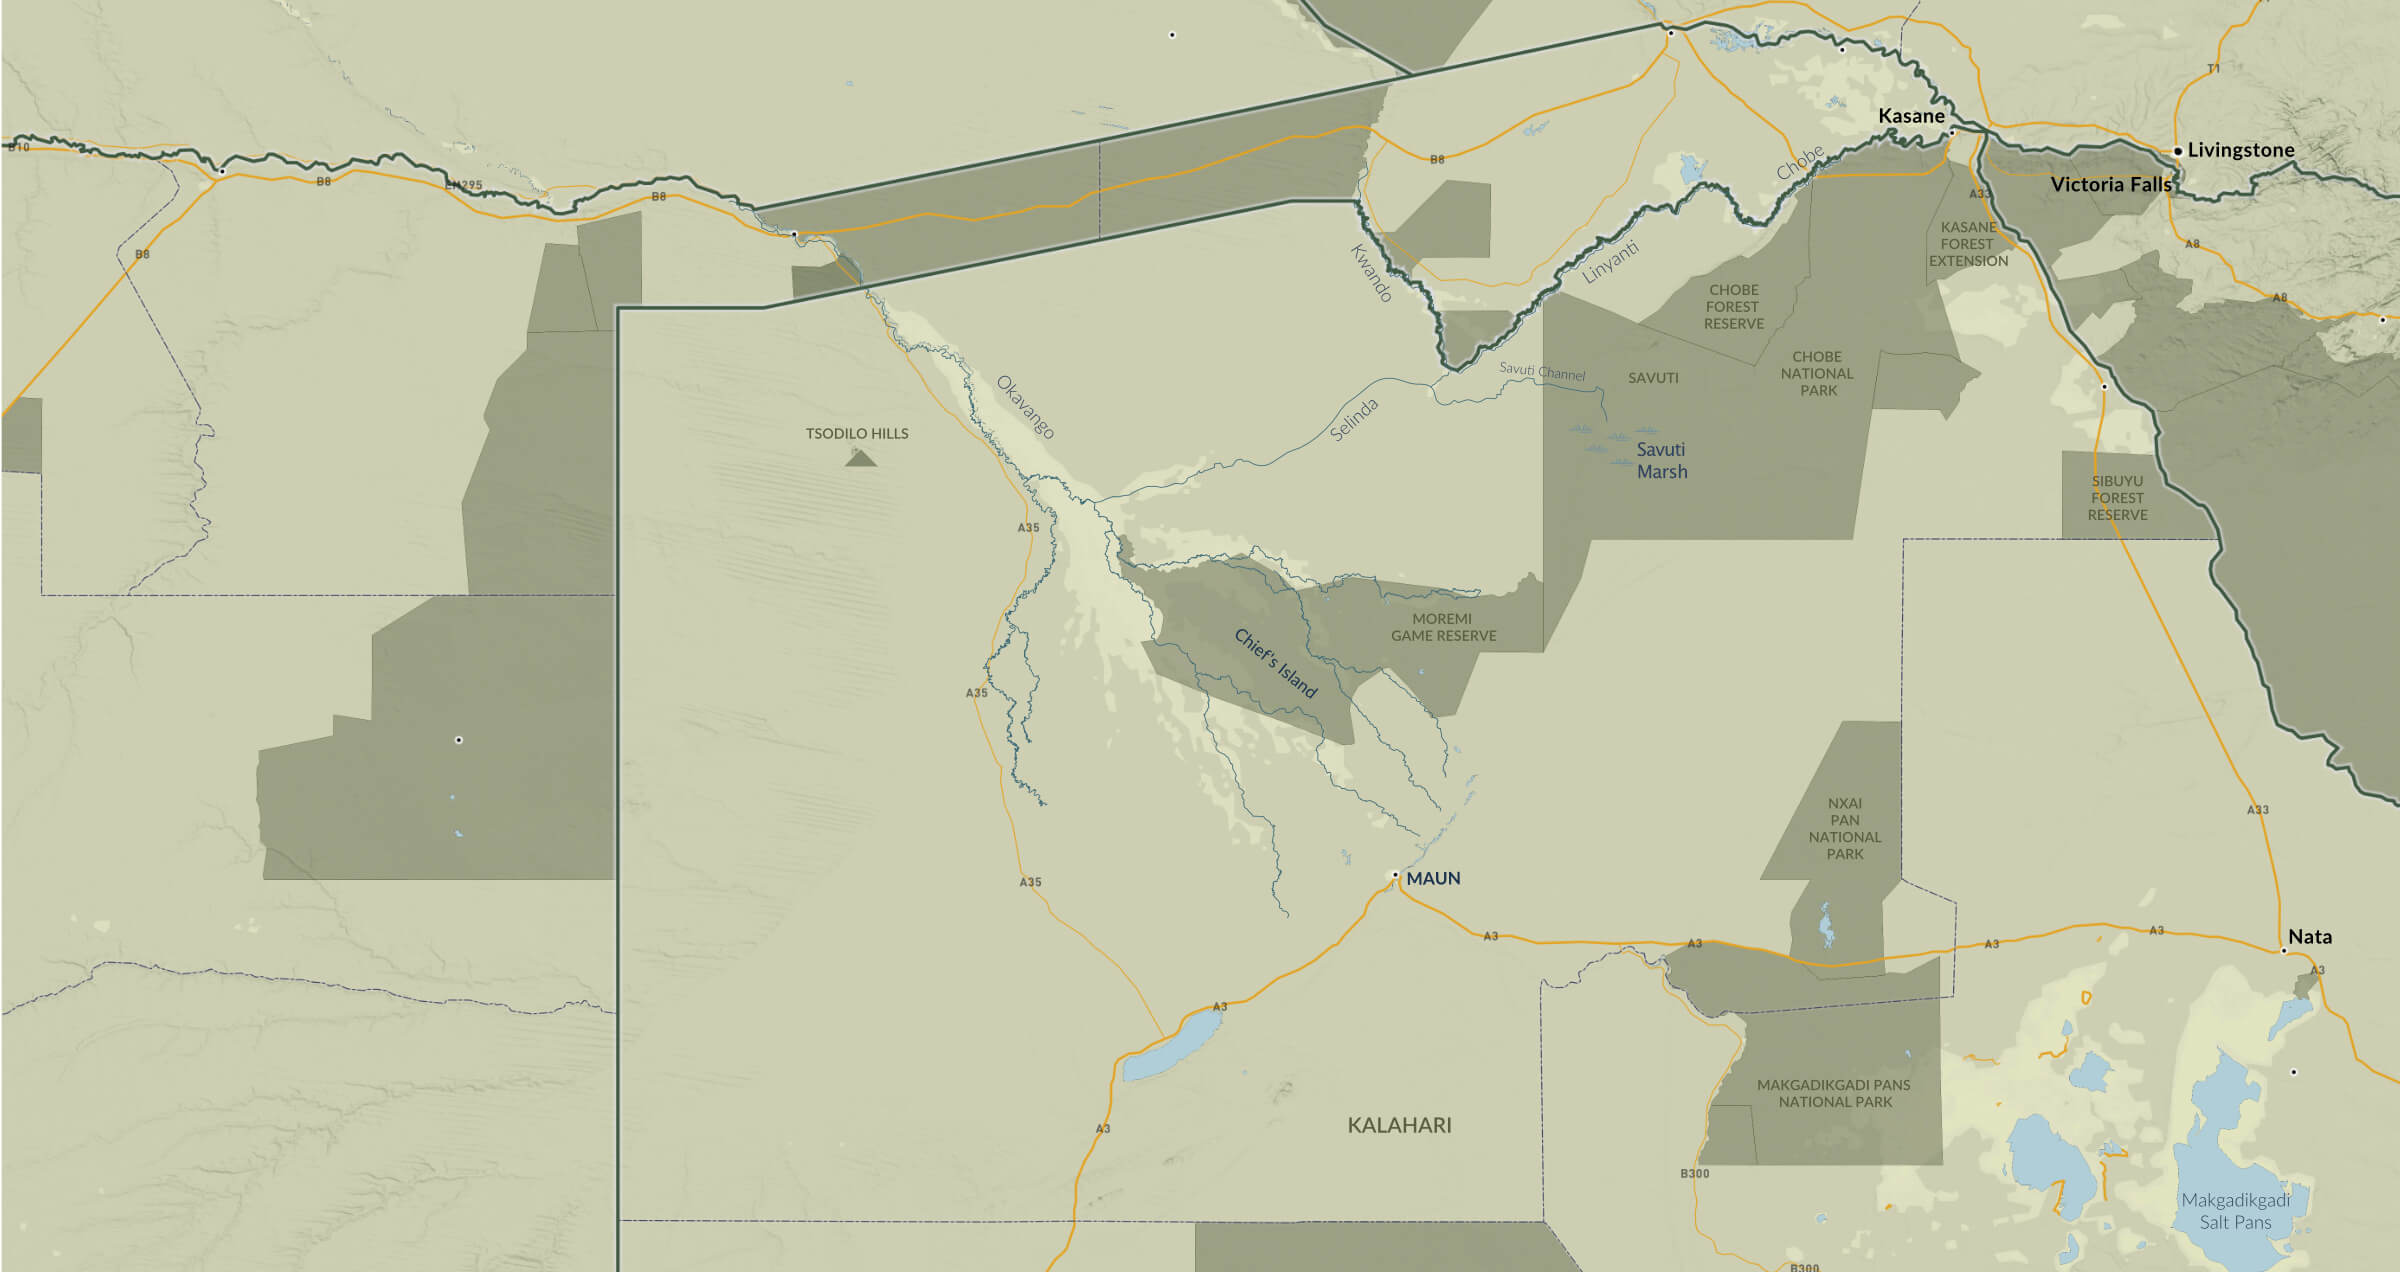 T1
Kasane
B10
Livingstone
B8
EN295
B8
B8
Chobe
Victoria Falls
A33
B8
Kwando
Linyanti
KASANE
FOREST
EXTENSION
A8
A8
CHOBE
FOREST
RESERVE
Okavango
Savuti Channel
SAVUTI
CHOBE
NATIONAL
PARK
Selinda
TSODILO HILLS
Savuti
Marsh
SIBUYU
FOREST
RESERVE
A35
MOREMI
GAME RESERVE
Chief's Island
A35
NXAI
PAN
NATIONAL
PARK
A33
A35
MAUN
A3
A3
A3
A3
Nata
A3
A3
MAKGADIKGADI PANS
NATIONAL PARK
KALAHARI
A3
B300
Makgadikgadi
Salt Pans
B300